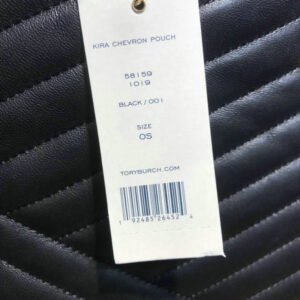 KIRA CHEVRON POUCH
58159
1019
BLACK / 001
SIZE
OS
TORYBURCH.COM
1 92485 26452 4